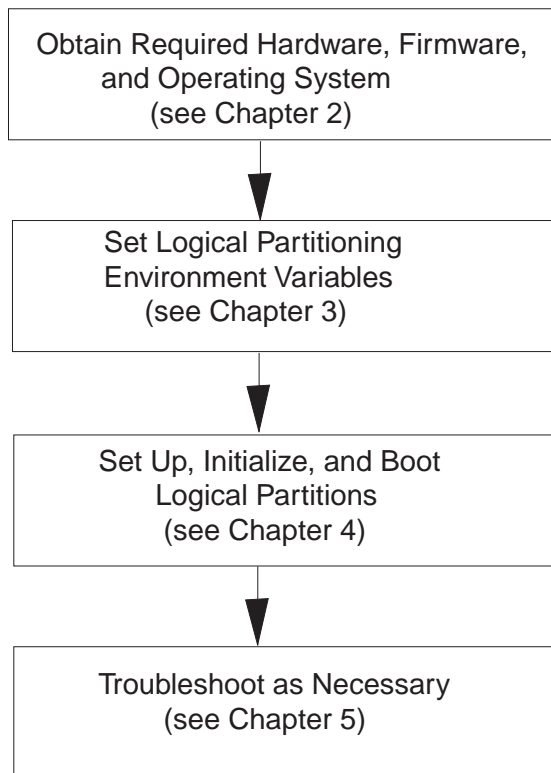 Obtain Required Hardware, Firmware,
and Operating System
(see Chapter 2)
Set Logical Partitioning
Environment Variables
(see Chapter 3)
Set Up, Initialize, and Boot
Logical Partitions
(see Chapter 4)
Troubleshoot as Necessary
(see Chapter 5)